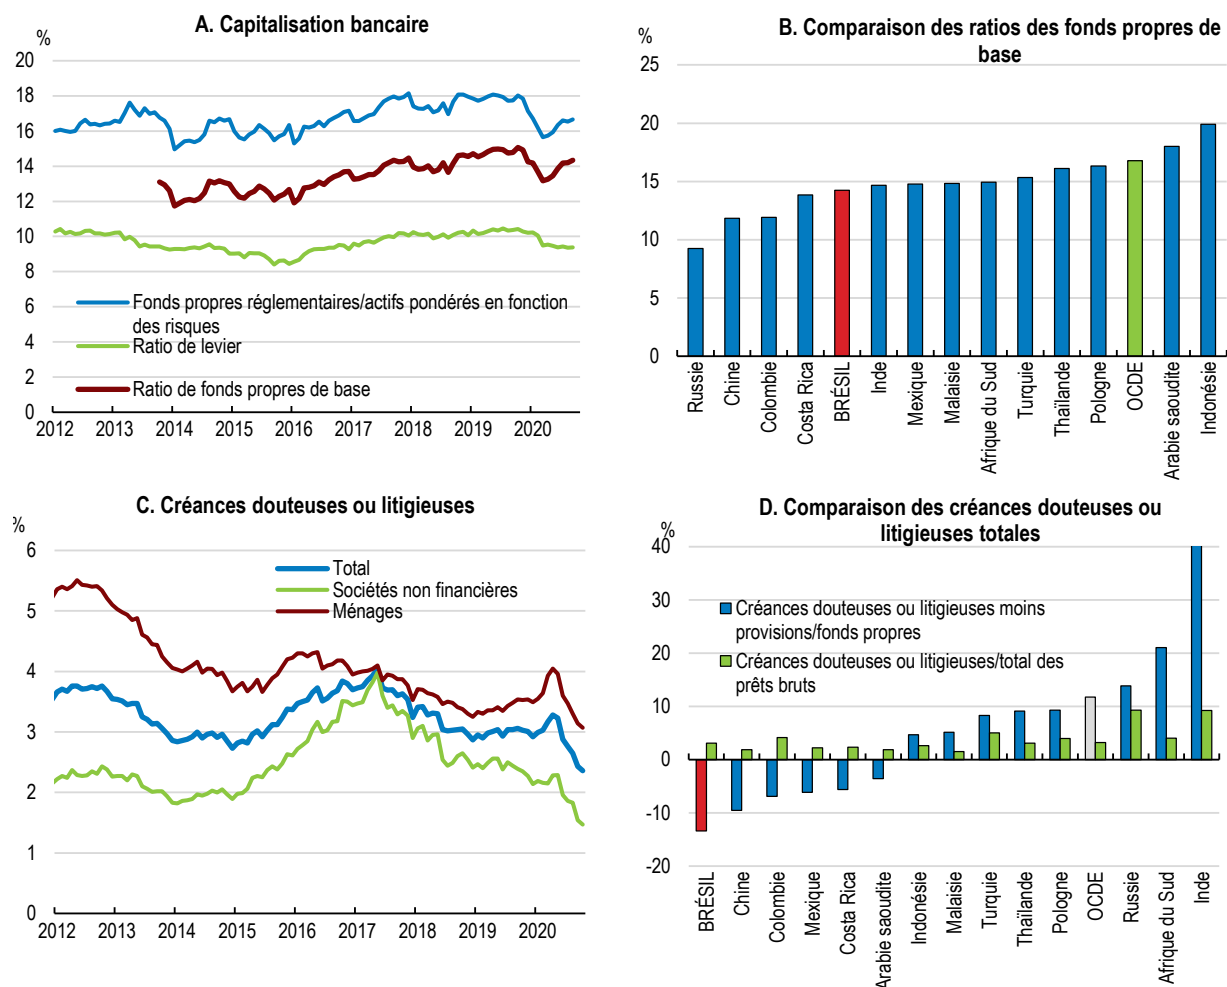 A. Capitalisation bancaire
%
20
18
16
14
12
10
8
6
4
2
0
Fonds propres réglementaires/actifs pondérés en fonction
des risques
Ratio de levier
Ratio de fonds propres de base
2012 2013 2014 2015 2016 2017 2018 2019 2020
B. Comparaison des ratios des fonds propres de
base
%
25
20
15
10
5
0
Russie
Chine
Colombie
Costa Rica
BRÉSIL
Inde
Mexique
Malaisie
Afrique du Sud
Turquie
Thaïlande
Pologne
OCDE
Arabie saoudite
Indonésie
C. Créances douteuses ou litigieuses
%
6
5
4
3
2
1
0
Total
Sociétés non financières
Ménages
2012 2013 2014 2015 2016 2017 2018 2019 2020
D. Comparaison des créances douteuses ou
litigieuses totales
%
40
30
20
10
0
-10
-20
Créances douteuses ou litigieuses moins
provisions/fonds propres
Créances douteuses ou litigieuses/total des
prêts bruts
BRÉSIL
Chine
Colombie
Mexique
Costa Rica
Arabie saoudite
Indonésie
Malaisie
Turquie
Thaïlande
Pologne
OCDE
Russie
Afrique du Sud
Inde